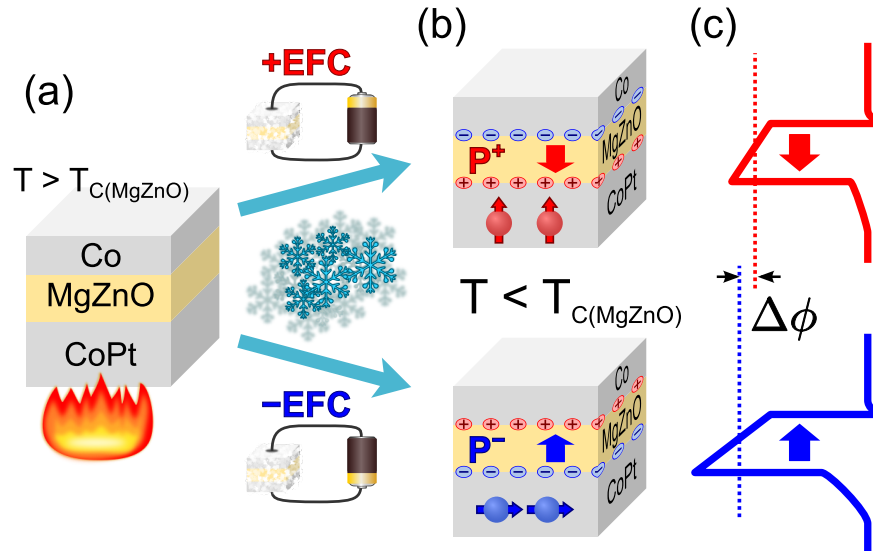 (a)
T > T_C(MgZnO)
Co
MgZnO
CoPt
+EFC
−EFC
(b)
Co
MgZnO
CoPt
P⁺
T < T_C(MgZnO)
Co
MgZnO
CoPt
P⁻
(c)
Δϕ